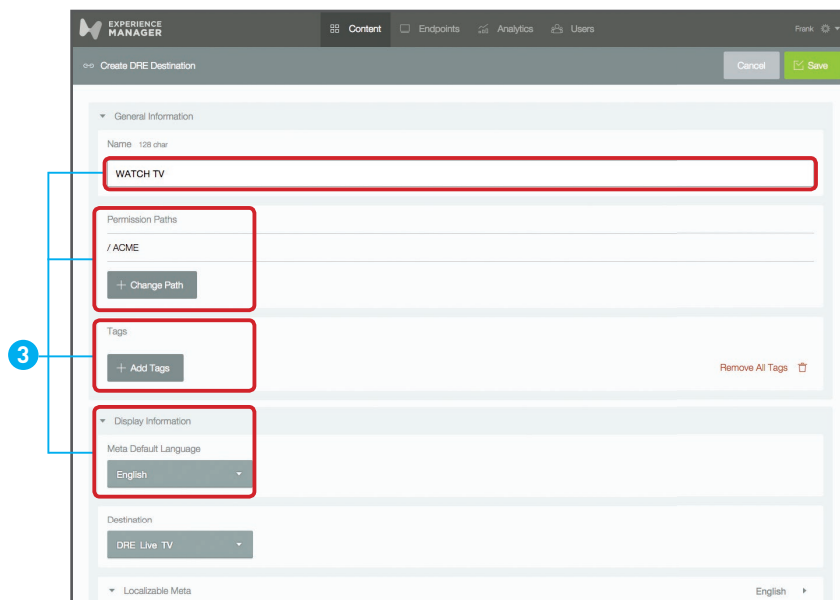 EXPERIENCE
MANAGER
Content
Endpoints
Analytics
Users
Frank
Create DRE Destination
Cancel
Save
General Information
Name 128 char
WATCH TV
Permission Paths
/ ACME
+ Change Path
Tags
+ Add Tags
Remove All Tags
3
Display Information
Meta Default Language
English
Destination
DRE Live TV
Localizable Meta
English